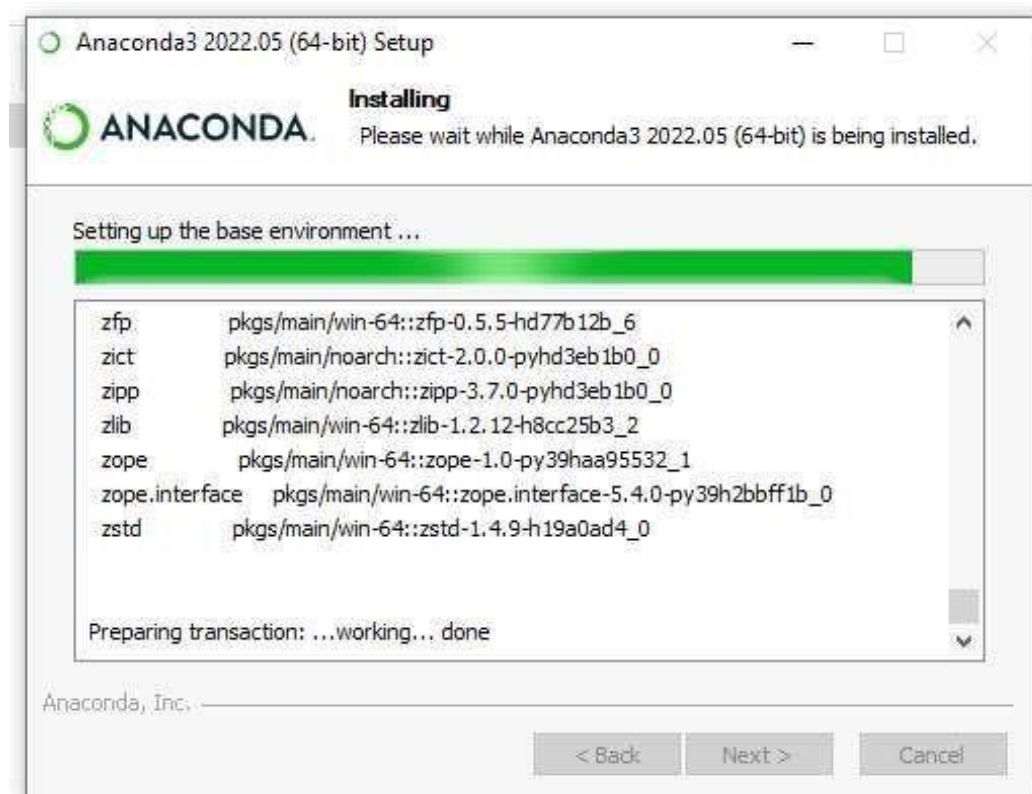 Anaconda3 2022.05 (64-bit) Setup
ANACONDA.
Installing
Please wait while Anaconda3 2022.05 (64-bit) is being installed.
Setting up the base environment ...
zfp pkgs/main/win-64::zfp-0.5.5-hd77b12b_6
zict pkgs/main/noarch::zict-2.0.0-pyhd3eb1b0_0
zipp pkgs/main/noarch::zipp-3.7.0-pyhd3eb1b0_0
zlib pkgs/main/win-64::zlib-1.2.12-h8cc25b3_2
zope pkgs/main/win-64::zope-1.0-py39haa95532_1
zope.interface pkgs/main/win-64::zope.interface-5.4.0-py39h2bbff1b_0
zstd pkgs/main/win-64::zstd-1.4.9-h19a0ad4_0
Preparing transaction: ...working... done
Anaconda, Inc.
< Back Next > Cancel